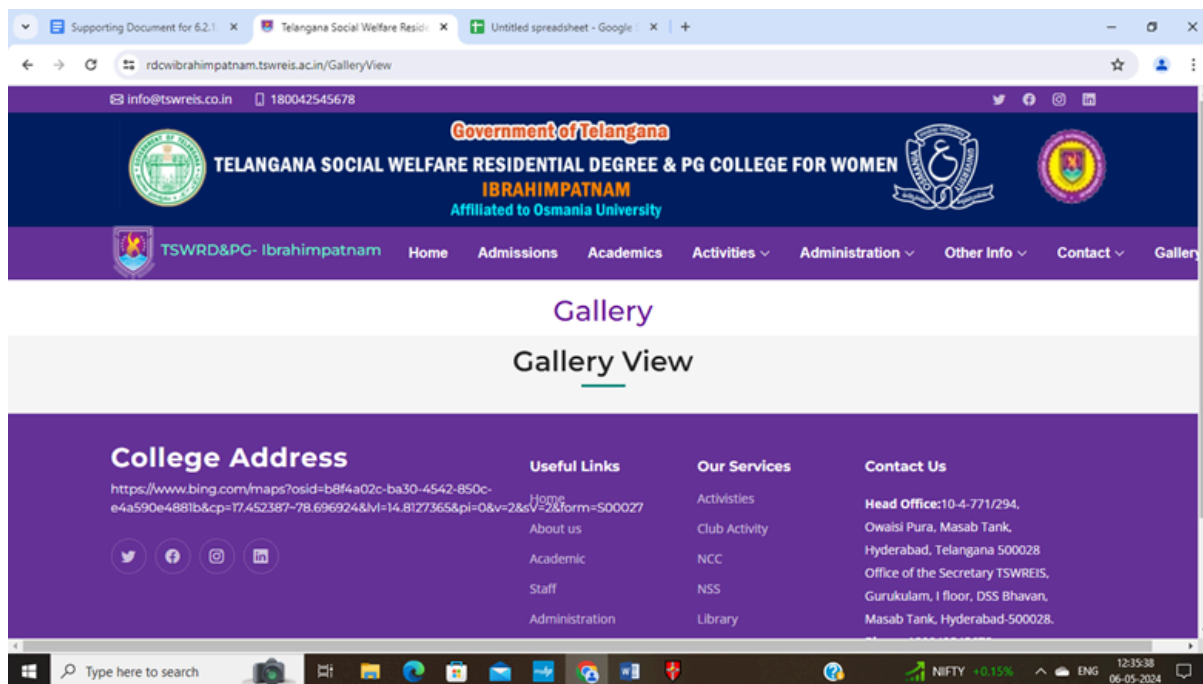 Supporting Document for 6.2.1.
Telangana Social Welfare Reside
Untitled spreadsheet - Google S
rdcwibrahimpatnam.tswreis.ac.in/GalleryView
info@tswreis.co.in 180042545678
Government of Telangana
TELANGANA SOCIAL WELFARE RESIDENTIAL DEGREE & PG COLLEGE FOR WOMEN
IBRAHIMPATNAM
Affiliated to Osmania University
TSWRD&PG- Ibrahimpatnam Home Admissions Academics Activities Administration Other Info Contact Gallery
Gallery
Gallery View
College Address
https://www.bing.com/maps?osid=b8f4a02c-ba30-4542-850c-
e4a590e4881b&cp=17.452387~78.696924&lvl=14.8127365&pi=0&v=2&sV=2&form=S00027
Useful Links
Home
About us
Academic
Staff
Administration
Our Services
Activisties
Club Activity
NCC
NSS
Library
Contact Us
Head Office:10-4-771/294,
Owaisi Pura, Masab Tank,
Hyderabad, Telangana 500028
Office of the Secretary TSWREIS,
Gurukulam, I floor, DSS Bhavan,
Masab Tank, Hyderabad-500028.
Type here to search
NIFTY +0.15%
ENG
12:35:38
06-05-2024